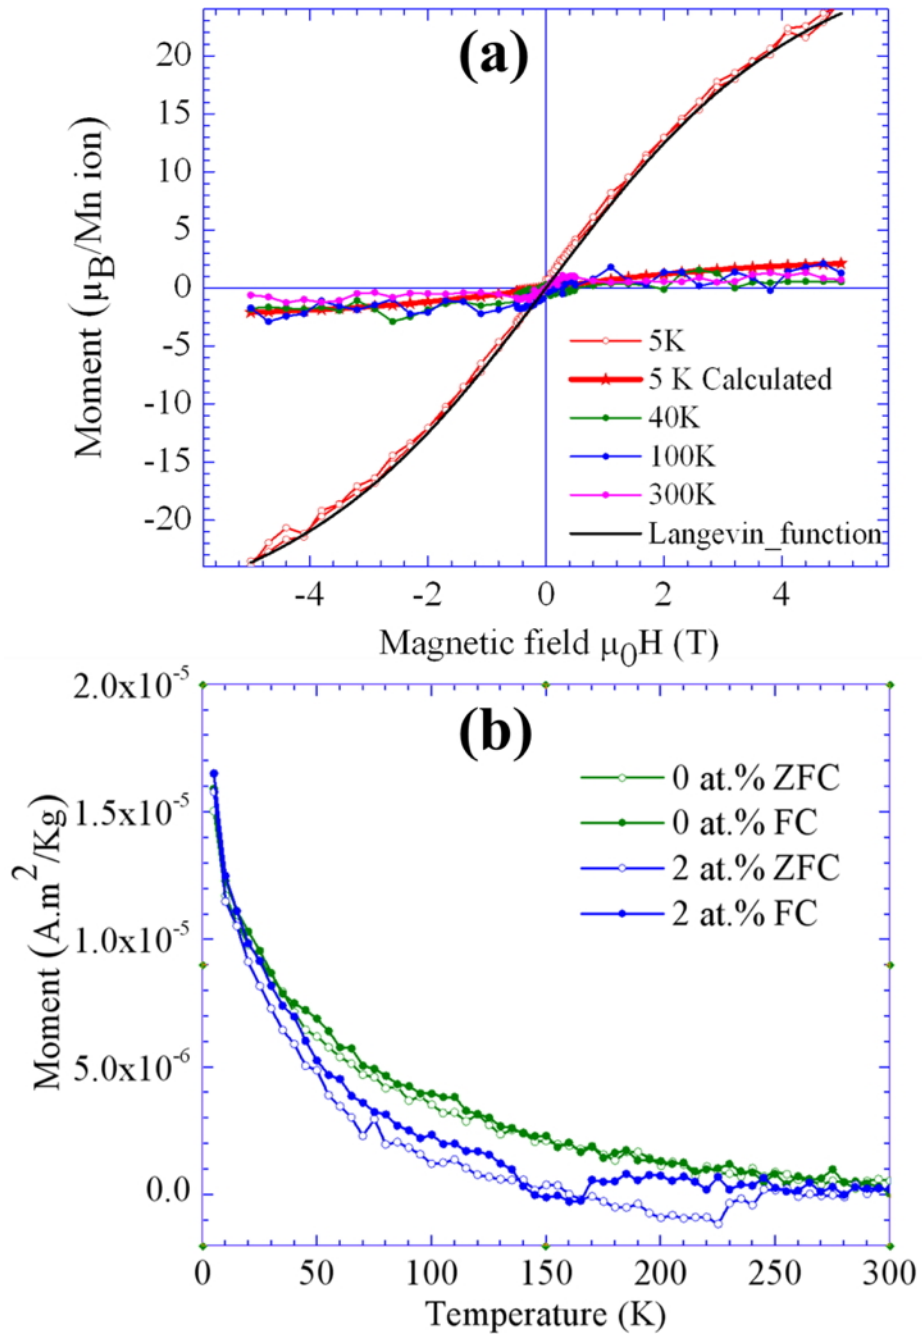 (a)
Moment (μB/Mn ion)
20
15
10
5
0
-5
-10
-15
-20
5K
5 K Calculated
40K
100K
300K
Langevin_function
-4 -2 0 2 4
Magnetic field μ0H (T)
(b)
Moment (A.m2/Kg)
2.0x10-5
1.5x10-5
1.0x10-5
5.0x10-6
0.0
0 at.% ZFC
0 at.% FC
2 at.% ZFC
2 at.% FC
0 50 100 150 200 250 300
Temperature (K)